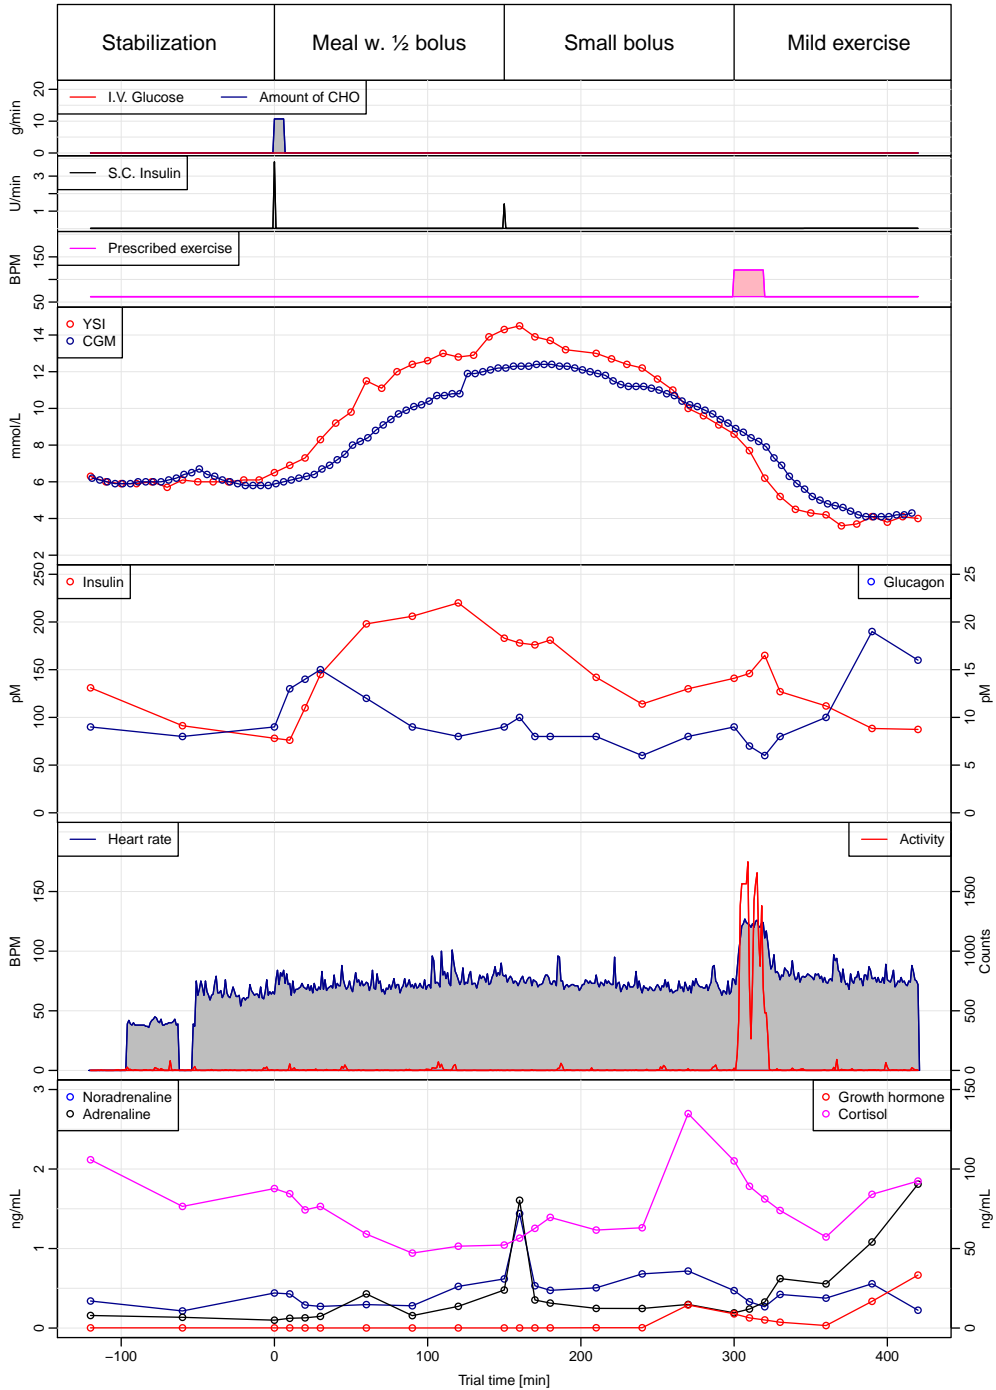 Stabilization
Meal w. ½ bolus
Small bolus
Mild exercise
g/min
0 10 20
I.V. Glucose
Amount of CHO
U/min
1 3
S.C. Insulin
BPM
50 150
Prescribed exercise
mmol/L
2 4 6 8 10 12 14
YSI
CGM
pM
0 50 100 150 200 250
Insulin
Glucagon
0 5 10 15 20 25
pM
BPM
0 50 100 150
Heart rate
Activity
0 500 1000 1500
Counts
ng/mL
0 1 2 3
Noradrenaline
Adrenaline
Growth hormone
Cortisol
0 50 100 150
ng/mL
−100 0 100 200 300 400
Trial time [min]